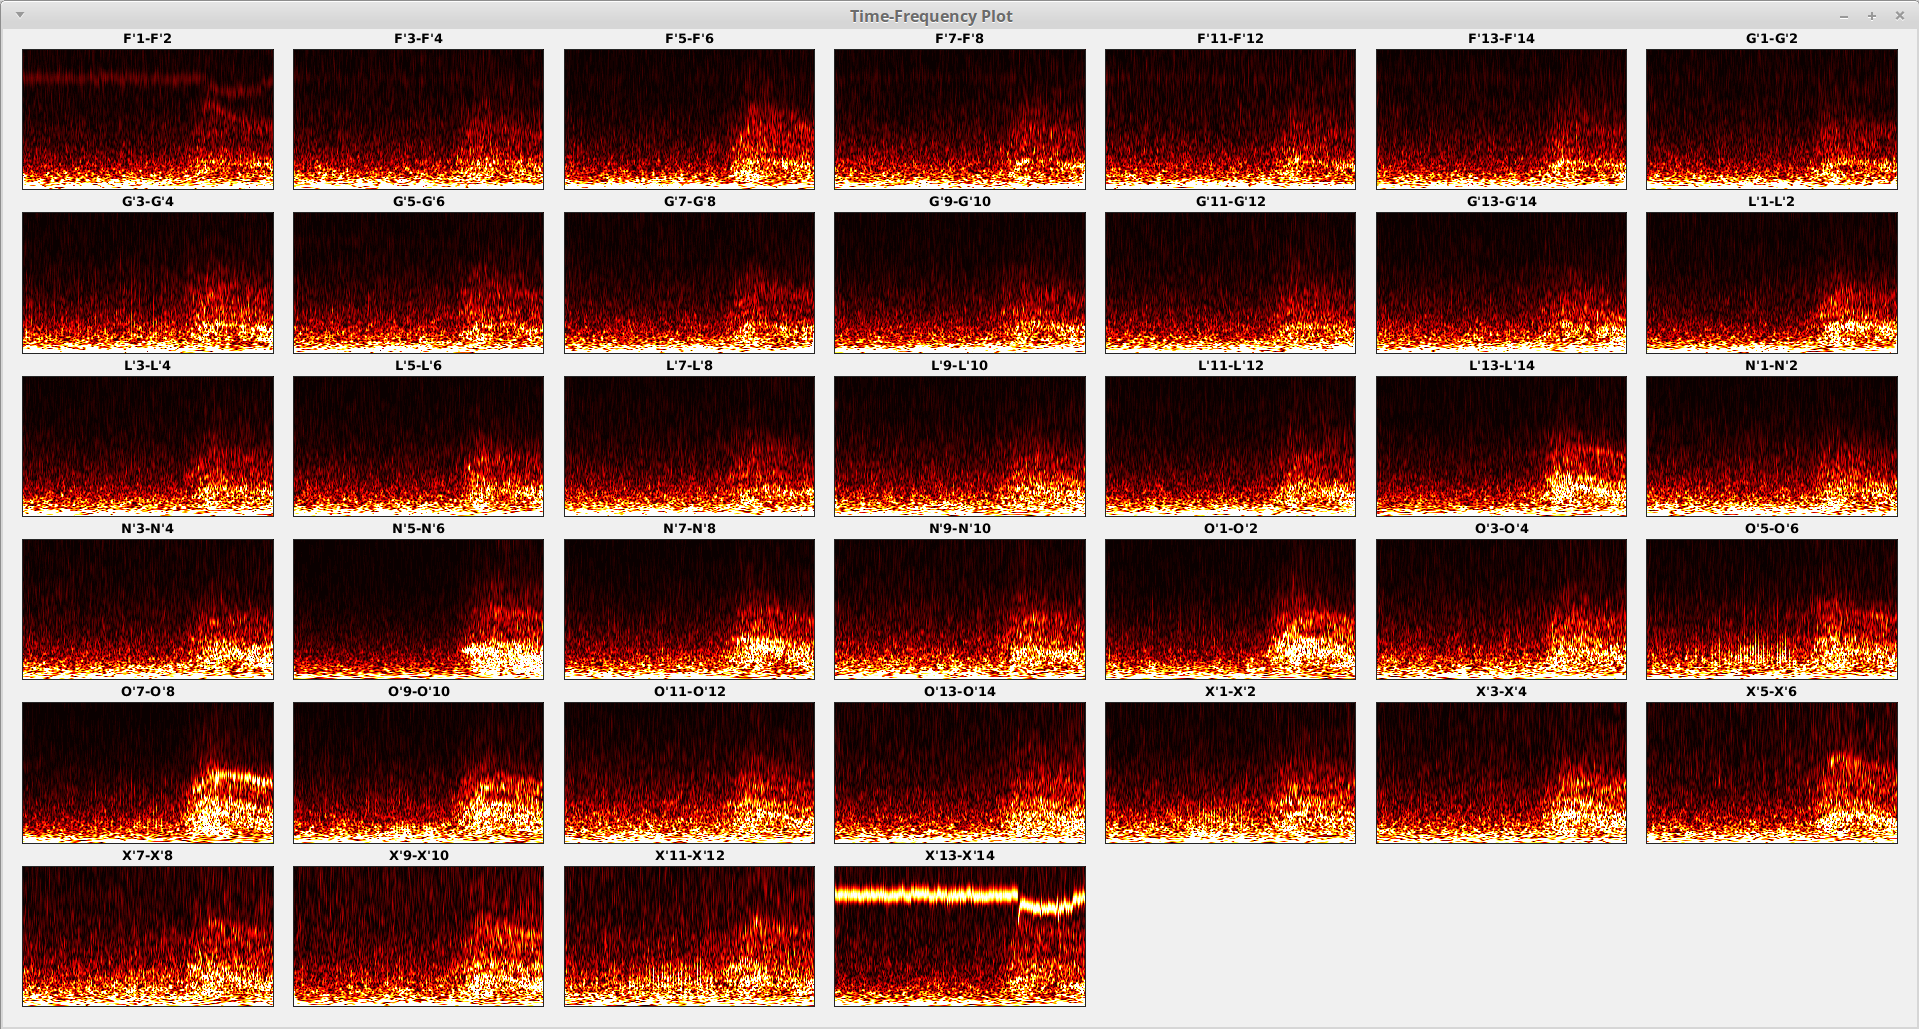 Time-Frequency Plot
F'1-F'2 F'3-F'4 F'5-F'6 F'7-F'8 F'11-F'12 F'13-F'14 G'1-G'2
G'3-G'4 G'5-G'6 G'7-G'8 G'9-G'10 G'11-G'12 G'13-G'14 L'1-L'2
L'3-L'4 L'5-L'6 L'7-L'8 L'9-L'10 L'11-L'12 L'13-L'14 N'1-N'2
N'3-N'4 N'5-N'6 N'7-N'8 N'9-N'10 O'1-O'2 O'3-O'4 O'5-O'6
O'7-O'8 O'9-O'10 O'11-O'12 O'13-O'14 X'1-X'2 X'3-X'4 X'5-X'6
X'7-X'8 X'9-X'10 X'11-X'12 X'13-X'14